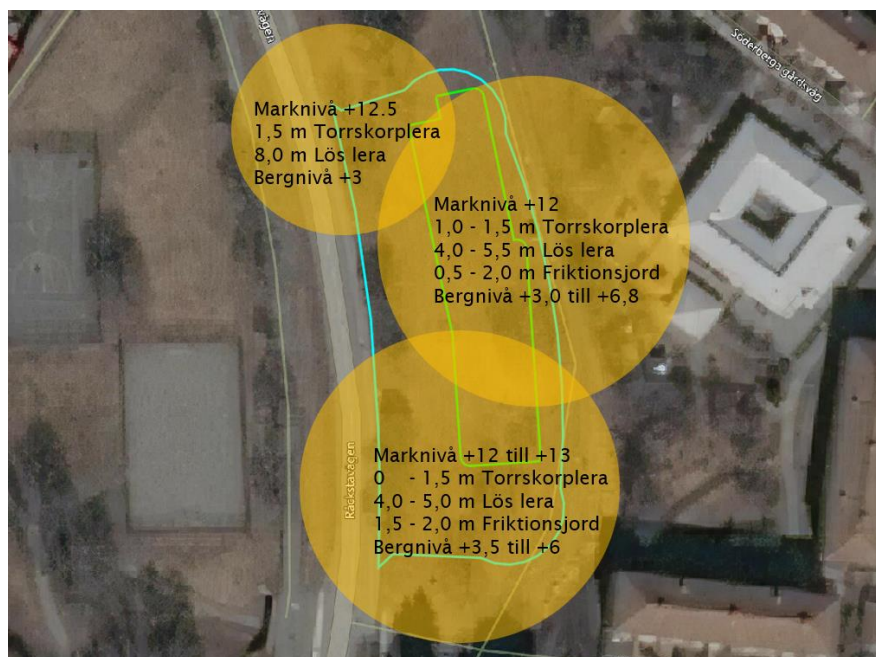 vägen
Söderberga gårdsväg
Marknivå +12.5
1,5 m Torrskorplera
8,0 m Lös lera
Bergnivå +3
Marknivå +12
1,0 - 1,5 m Torrskorplera
4,0 - 5,5 m Lös lera
0,5 - 2,0 m Friktionsjord
Bergnivå +3,0 till +6,8
Marknivå +12 till +13
0 - 1,5 m Torrskorplera
4,0 - 5,0 m Lös lera
1,5 - 2,0 m Friktionsjord
Bergnivå +3,5 till +6
Råckstavägen